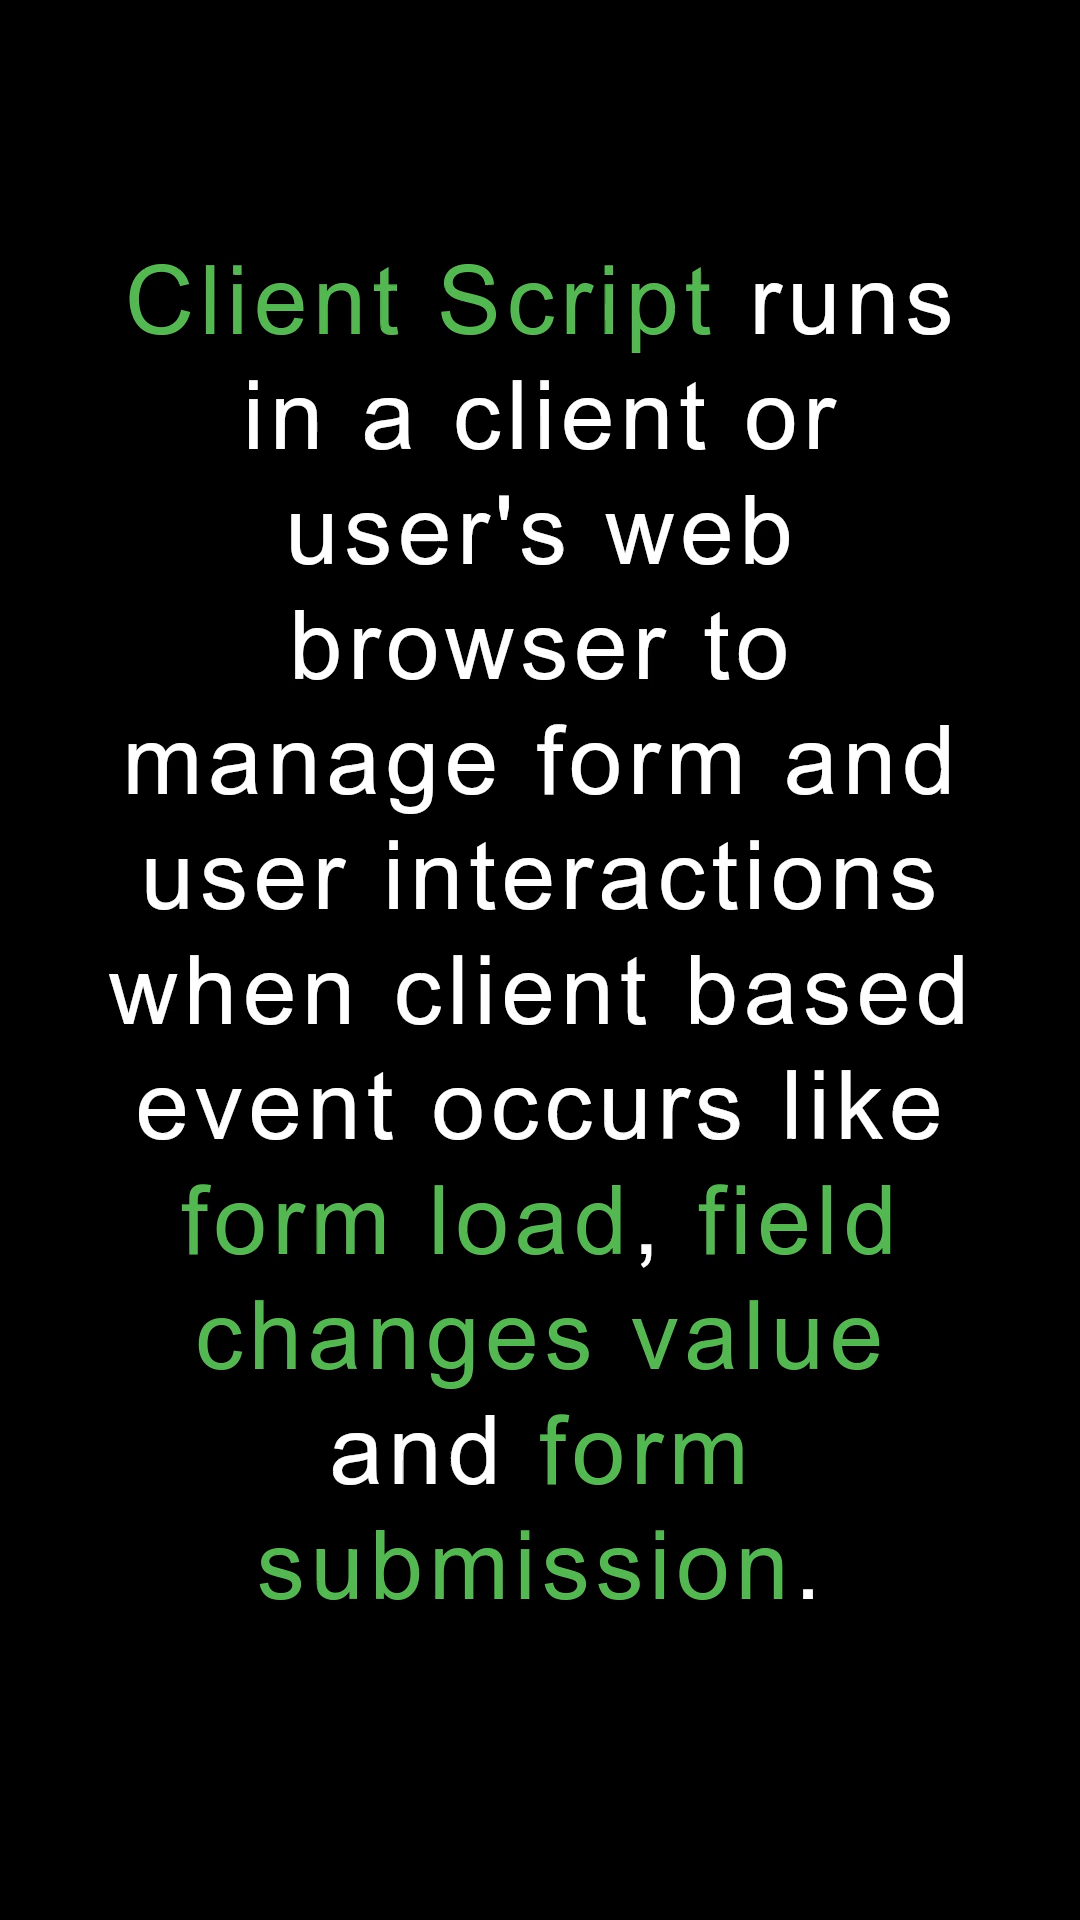 Client Script runs
in a client or
user's web
browser to
manage form and
user interactions
when client based
event occurs like
form load, field
changes value
and form
submission.